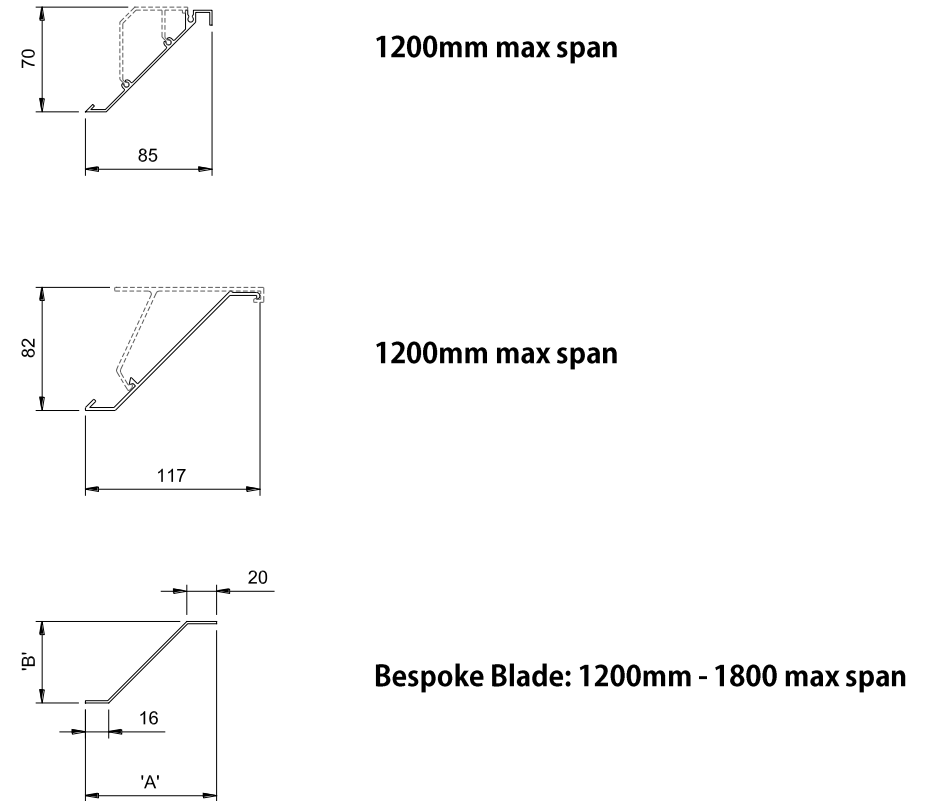 70
1200mm max span
85
82
1200mm max span
117
20
'B'
Bespoke Blade: 1200mm - 1800 max span
16
'A'